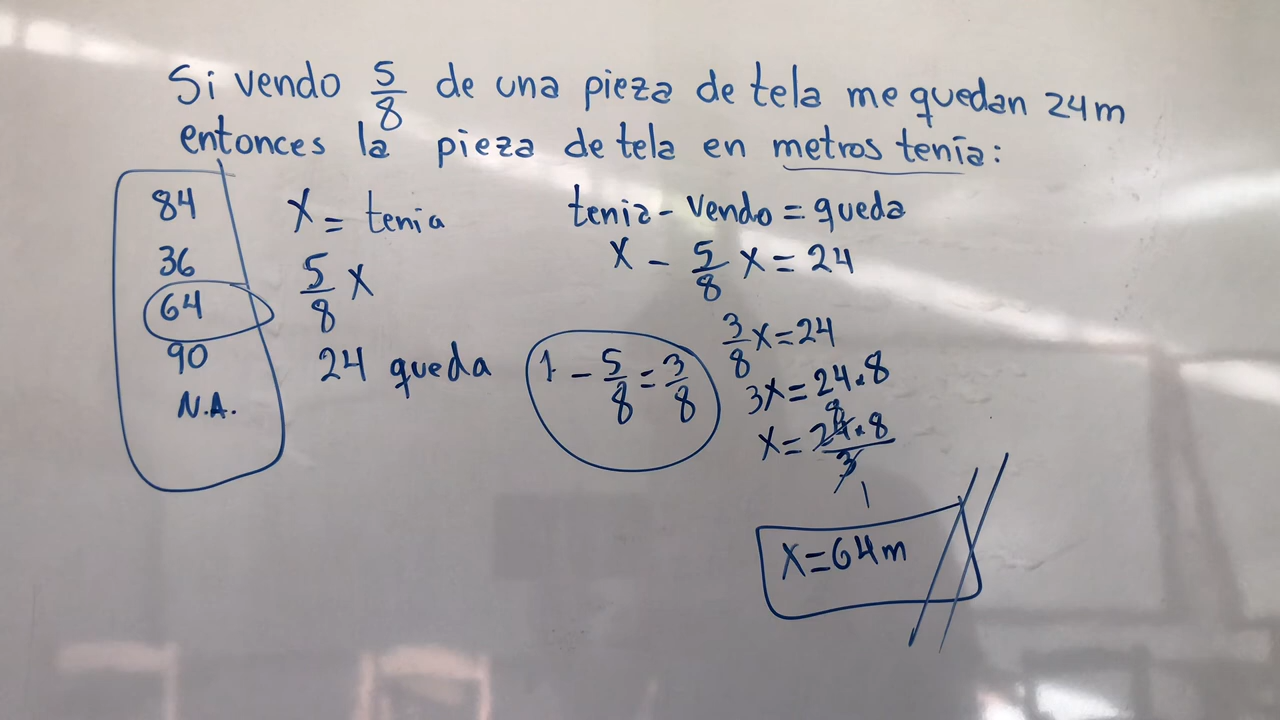 Si vendo 5/8 de una pieza de tela me quedan 24m
entonces la pieza de tela en metros tenía:
84
36
64
90
N.A.
X = tenia
5/8 X
24 queda
1 - 5/8 = 3/8
tenia - vendo = queda
X - 5/8 X = 24
3/8 X = 24
3X = 24.8
X = 24.8/3
8
1
X = 64m